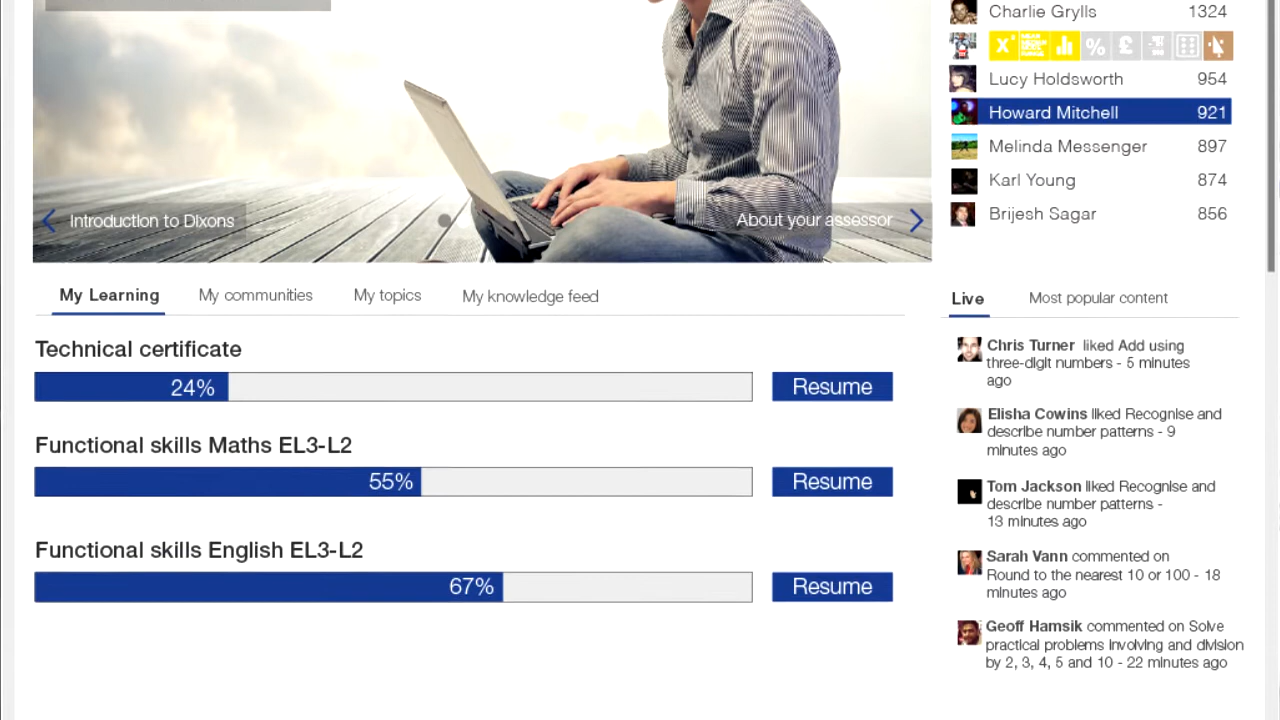 Charlie Grylls 1324
X %  £
Lucy Holdsworth 954
Howard Mitchell 921
Melinda Messenger 897
Karl Young 874
Brijesh Sagar 856
Introduction to Dixons
About your assessor
My Learning My communities My topics My knowledge feed
Technical certificate
24% Resume
Functional skills Maths EL3-L2
55% Resume
Functional skills English EL3-L2
67% Resume
Live Most popular content
Chris Turner liked Add using
three-digit numbers - 5 minutes
ago
Elisha Cowins liked Recognise and
describe number patterns - 9
minutes ago
Tom Jackson liked Recognise and
describe number patterns -
13 minutes ago
Sarah Vann commented on
Round to the nearest 10 or 100 - 18
minutes ago
Geoff Hamsik commented on Solve
practical problems involving and division
by 2, 3, 4, 5 and 10 - 22 minutes ago